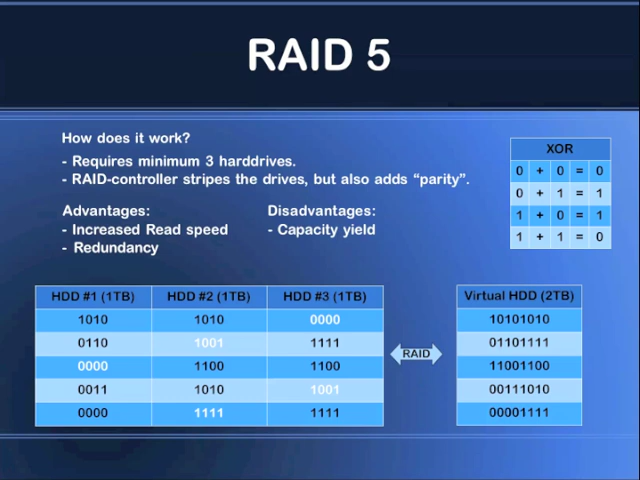 RAID 5
How does it work?
- Requires minimum 3 harddrives.
- RAID-controller stripes the drives, but also adds “parity”.
Advantages:
- Increased Read speed
- Redundancy
Disadvantages:
- Capacity yield
XOR
0 + 0 = 0
0 + 1 = 1
1 + 0 = 1
1 + 1 = 0
HDD #1 (1TB) HDD #2 (1TB) HDD #3 (1TB)
1010 1010 0000
0110 1001 1111
0000 1100 1100
0011 1010 1001
0000 1111 1111
RAID
Virtual HDD (2TB)
10101010
01101111
11001100
00111010
00001111